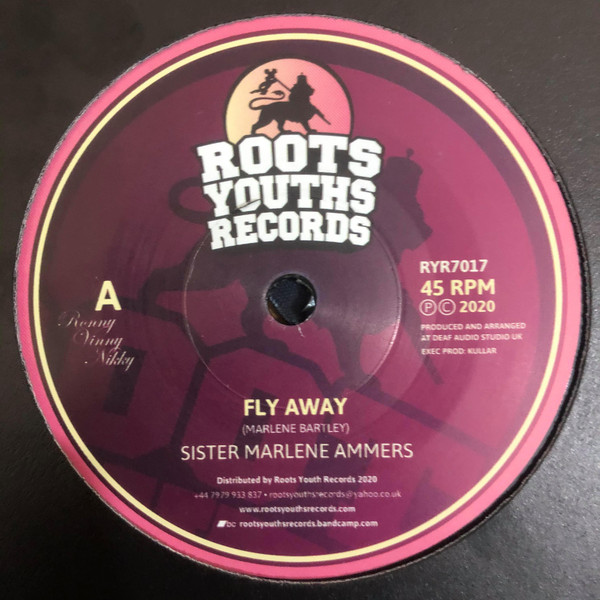 ROOTS
YOUTHS
RECORDS
RYR7017
45 RPM
Ⓟ © 2020
PRODUCED AND ARRANGED
AT DEAF AUDIO STUDIO UK
EXEC PROD: KULLAR
A
Ronny
Vinny
Nikky
FLY AWAY
(MARLENE BARTLEY)
SISTER MARLENE AMMERS
Distributed by Roots Youth Records 2020
+44 7979 933 837 • rootsyouthsrecords@yahoo.co.uk
www.rootsyouthsrecords.com
bc rootsyouthsrecords.bandcamp.com